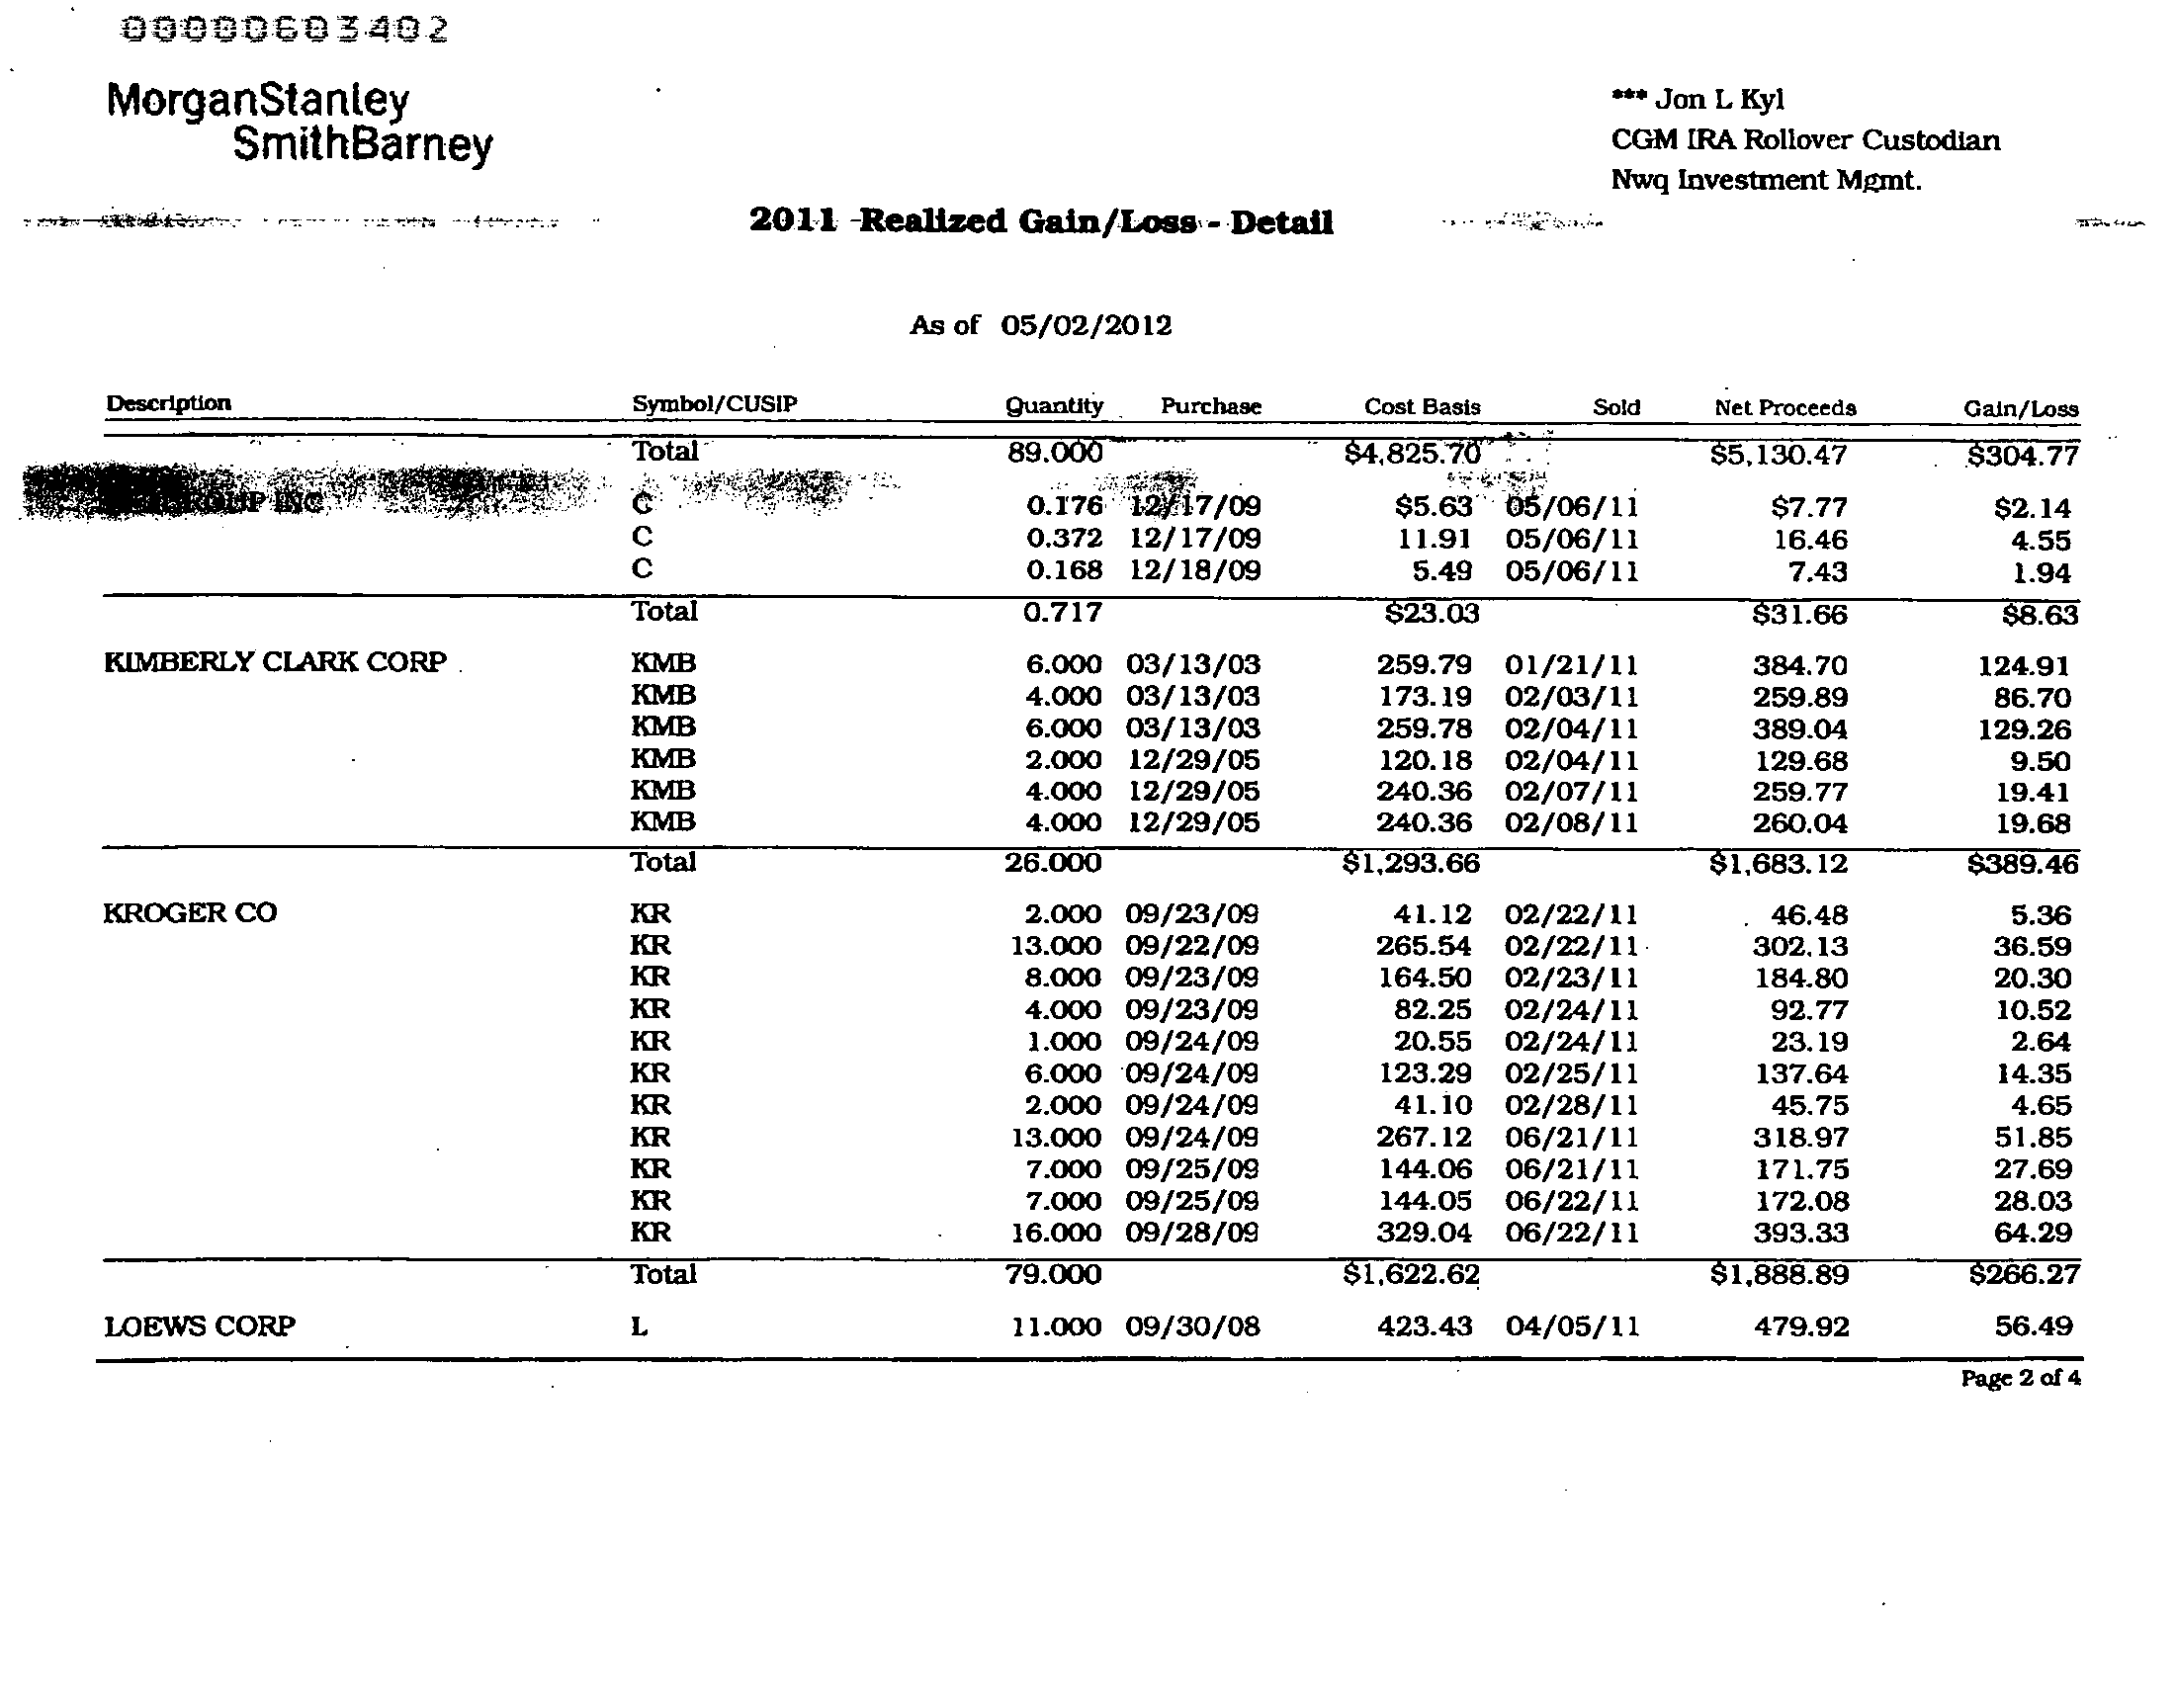 00000603402
MorganStanley
SmithBarney
*** Jon L Kyl
CGM IRA Rollover Custodian
Nwq Investment Mgmt.
2011 Realized Gain/Loss - Detail
As of 05/02/2012
Description Symbol/CUSIP Quantity Purchase Cost Basis Sold Net Proceeds Gain/Loss
Total 89.000 $4,825.70 $5,130.47 $304.77
INC C 0.176 12/17/09 $5.63 05/06/11 $7.77 $2.14
C 0.372 12/17/09 11.91 05/06/11 16.46 4.55
C 0.168 12/18/09 5.49 05/06/11 7.43 1.94
Total 0.717 $23.03 $31.66 $8.63
KIMBERLY CLARK CORP KMB 6.000 03/13/03 259.79 01/21/11 384.70 124.91
KMB 4.000 03/13/03 173.19 02/03/11 259.89 86.70
KMB 6.000 03/13/03 259.78 02/04/11 389.04 129.26
KMB 2.000 12/29/05 120.18 02/04/11 129.68 9.50
KMB 4.000 12/29/05 240.36 02/07/11 259.77 19.41
KMB 4.000 12/29/05 240.36 02/08/11 260.04 19.68
Total 26.000 $1,293.66 $1,683.12 $389.46
KROGER CO KR 2.000 09/23/09 41.12 02/22/11 46.48 5.36
KR 13.000 09/22/09 265.54 02/22/11 302.13 36.59
KR 8.000 09/23/09 164.50 02/23/11 184.80 20.30
KR 4.000 09/23/09 82.25 02/24/11 92.77 10.52
KR 1.000 09/24/09 20.55 02/24/11 23.19 2.64
KR 6.000 09/24/09 123.29 02/25/11 137.64 14.35
KR 2.000 09/24/09 41.10 02/28/11 45.75 4.65
KR 13.000 09/24/09 267.12 06/21/11 318.97 51.85
KR 7.000 09/25/09 144.06 06/21/11 171.75 27.69
KR 7.000 09/25/09 144.05 06/22/11 172.08 28.03
KR 16.000 09/28/09 329.04 06/22/11 393.33 64.29
Total 79.000 $1,622.62 $1,888.89 $266.27
LOEWS CORP L 11.000 09/30/08 423.43 04/05/11 479.92 56.49
Page 2 of 4